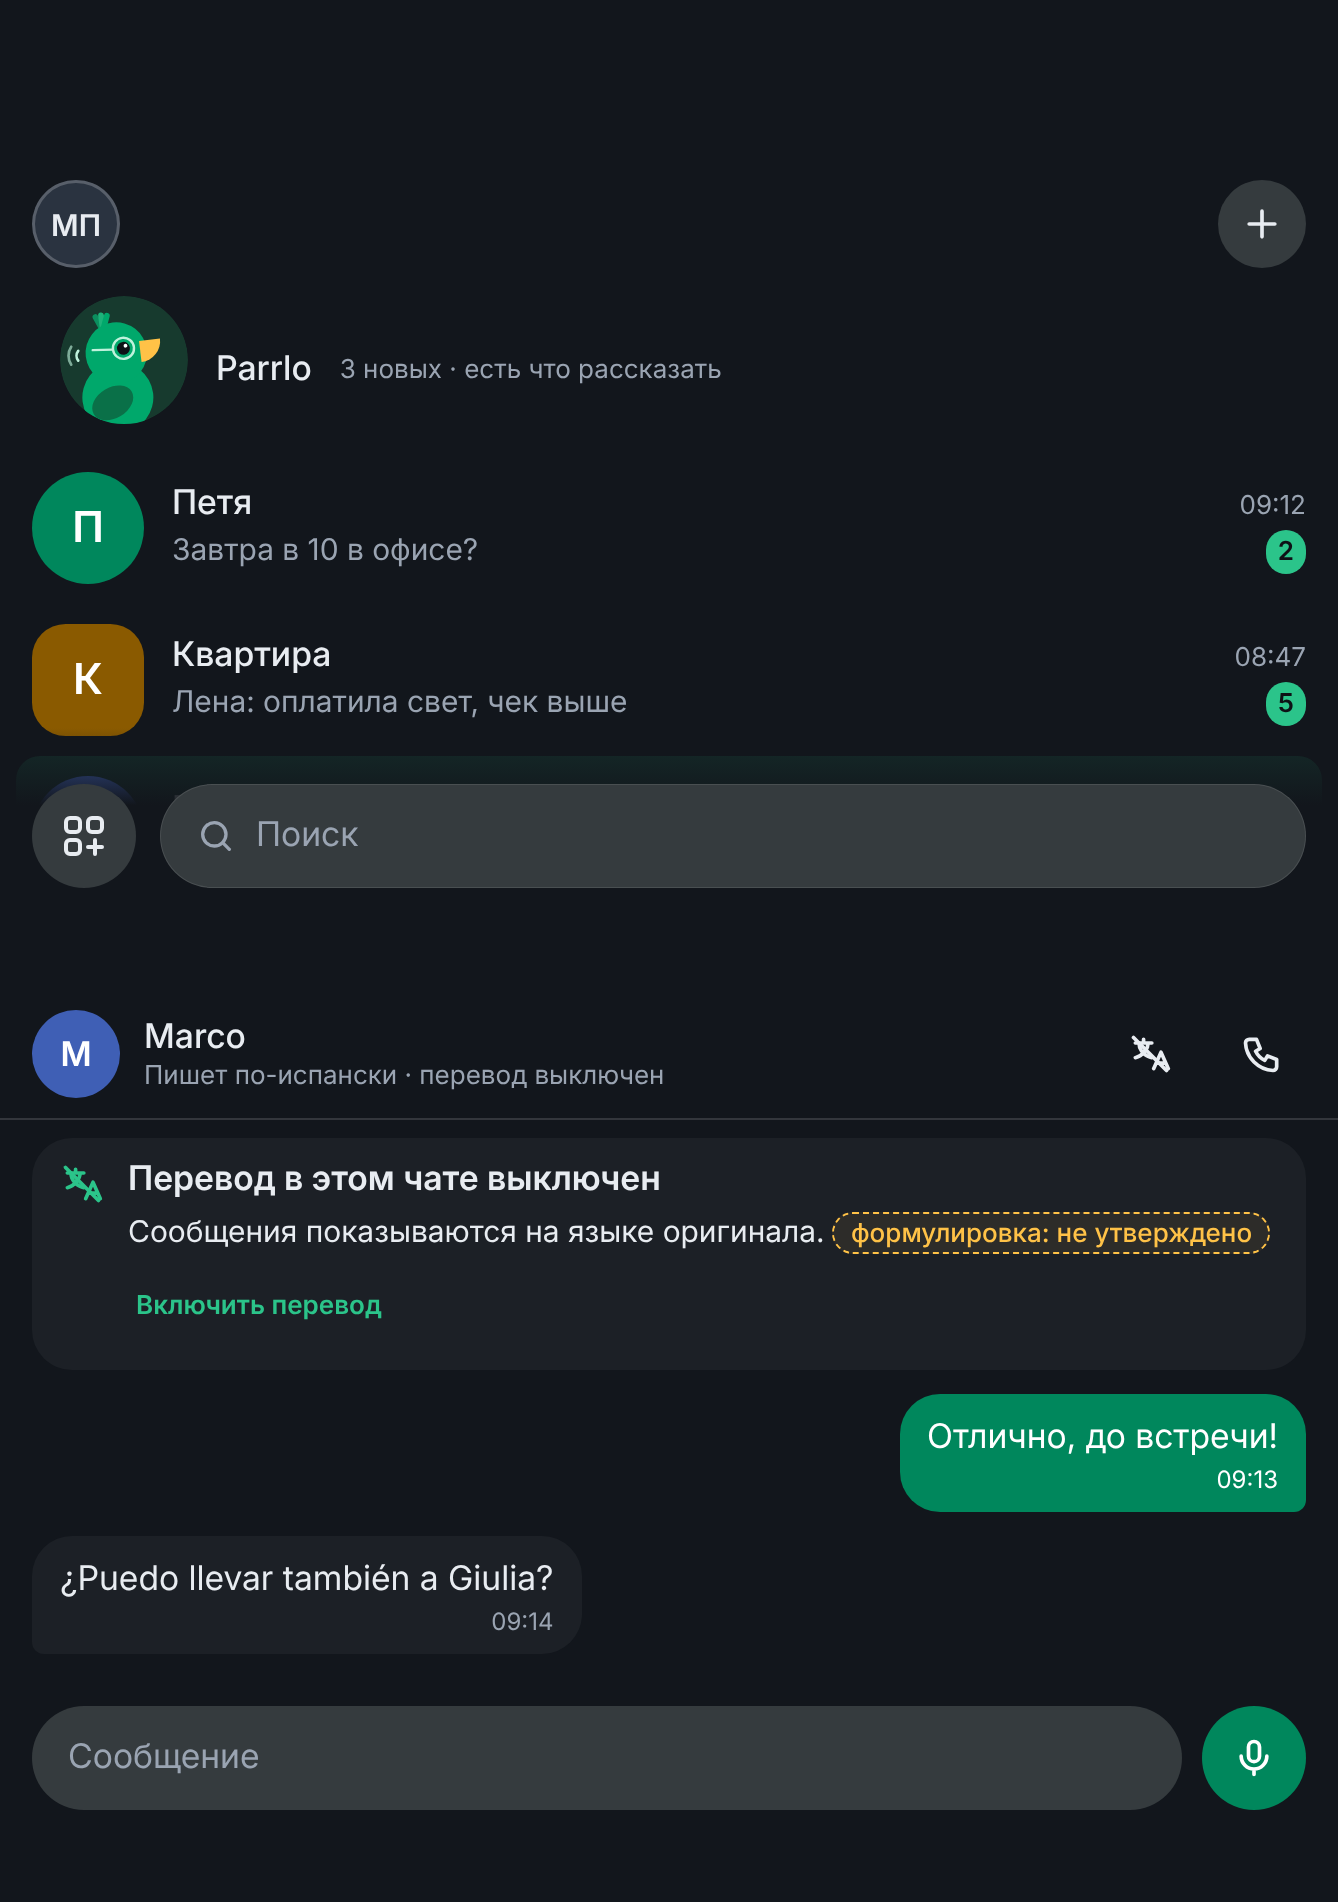 МП
Parrlo 3 новых · есть что рассказать
П
Петя
09:12
Завтра в 10 в офисе?
2
К
Квартира
08:47
Лена: оплатила свет, чек выше
5
Поиск
M
Marco
Пишет по-испански · перевод выключен
Перевод в этом чате выключен
Сообщения показываются на языке оригинала. формулировка: не утверждено
Включить перевод
Отлично, до встречи!
09:13
¿Puedo llevar también a Giulia?
09:14
Сообщение